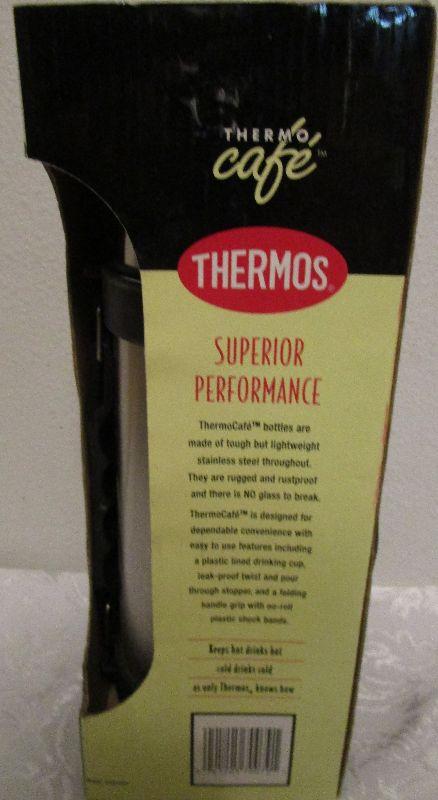 THERMO
café™
THERMOS®
SUPERIOR
PERFORMANCE
ThermoCafé™ bottles are
made of tough but lightweight
stainless steel throughout.
They are rugged and rustproof
and there is NO glass to break.
ThermoCafé™ is designed for
dependable convenience with
easy to use features including
a plastic lined drinking cup,
leak-proof twist and pour
through stopper, and a folding
handle grip with no-roll
plastic shock bands.
Keeps hot drinks hot
cold drinks cold
as only Thermos® knows how